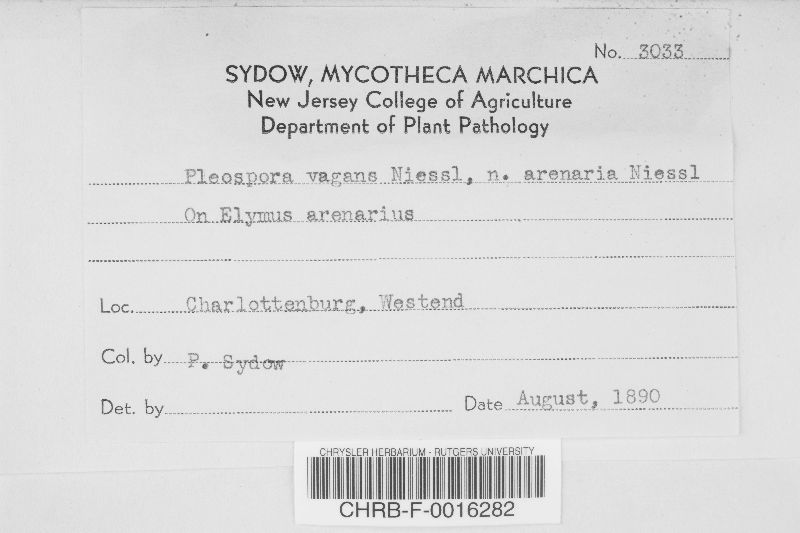 No. 3033
SYDOW, MYCOTHECA MARCHICA
New Jersey College of Agriculture
Department of Plant Pathology
Pleospora vagans Niessl, n. arenaria Niessl
On Elymus arenarius
Loc. Charlottenburg, Westend
Col. by P. Sydow
Det. by Date August, 1890
CHRYSLER HERBARIUM - RUTGERS UNIVERSITY
CHRB-F-0016282